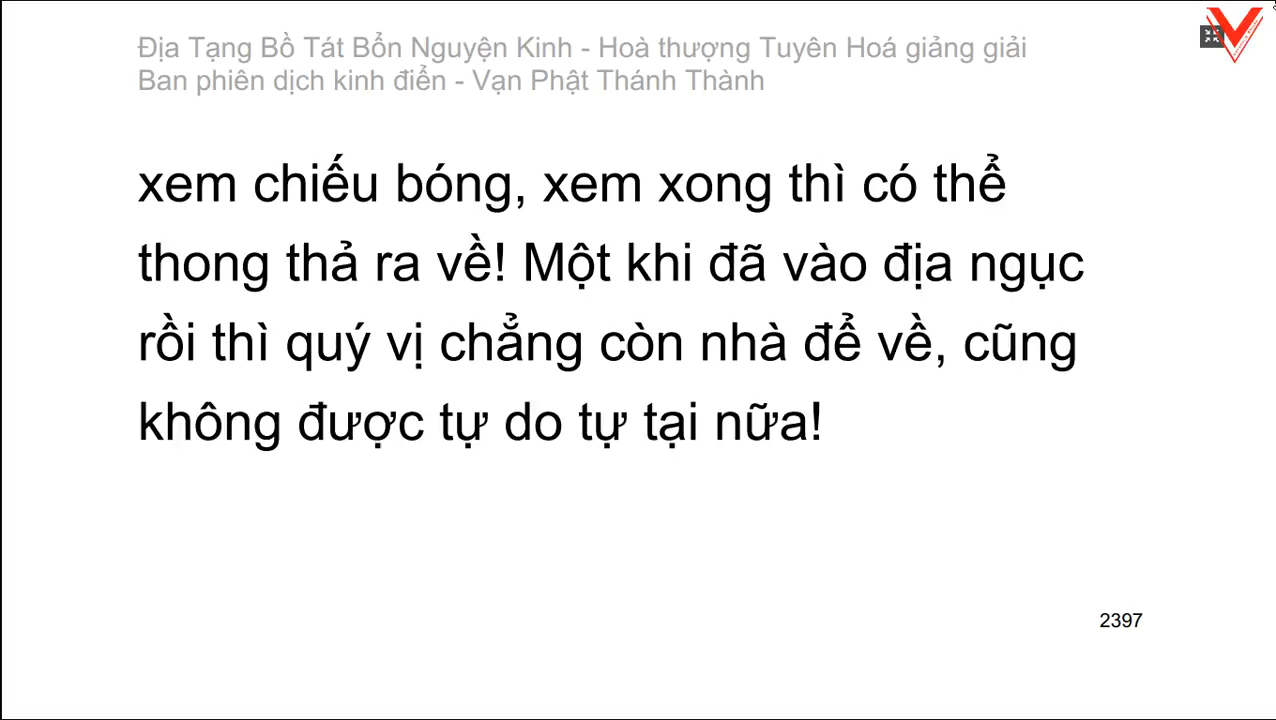 Địa Tạng Bồ Tát Bổn Nguyện Kinh - Hoà thượng Tuyên Hoá giảng giải
Ban phiên dịch kinh điển - Vạn Phật Thánh Thành
xem chiếu bóng, xem xong thì có thể
thong thả ra về! Một khi đã vào địa ngục
rồi thì quý vị chẳng còn nhà để về, cũng
không được tự do tự tại nữa!
2397